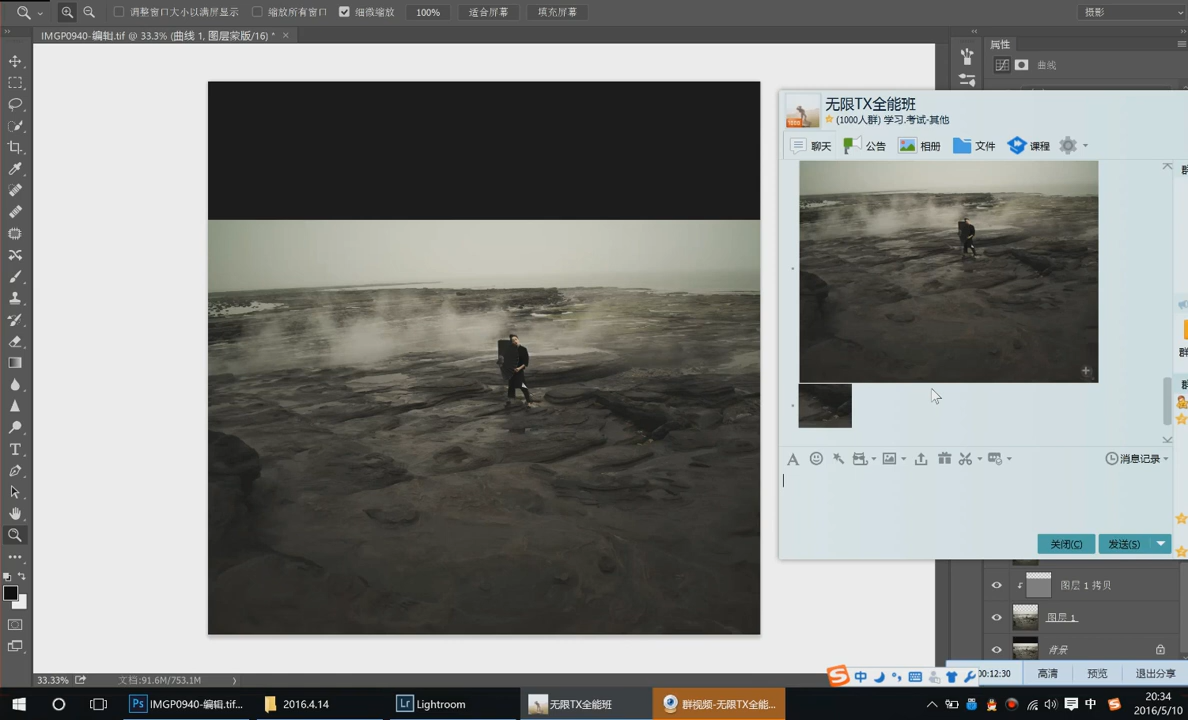 调整窗口大小以满屏显示 缩放所有窗口 细微缩放 100% 适合屏幕 填充屏幕 摄影
IMGP0940-编辑.tif @ 33.3% (曲线 1, 图层蒙版/16) * ×
属性
曲线
无限TX全能班
(1000人群) 学习.考试-其他
聊天 公告 相册 文件 课程
群
群
群
消息记录
关闭(C) 发送(S)
图层 1 拷贝
图层 1
背景
33.33% 文档:91.6M/753.1M
中
00:12:30 高清 预览 退出分享
IMGP0940-编辑.tif...
2016.4.14
Lightroom
无限TX全能班
群视频-无限TX全能...
中
20:34
2016/5/10